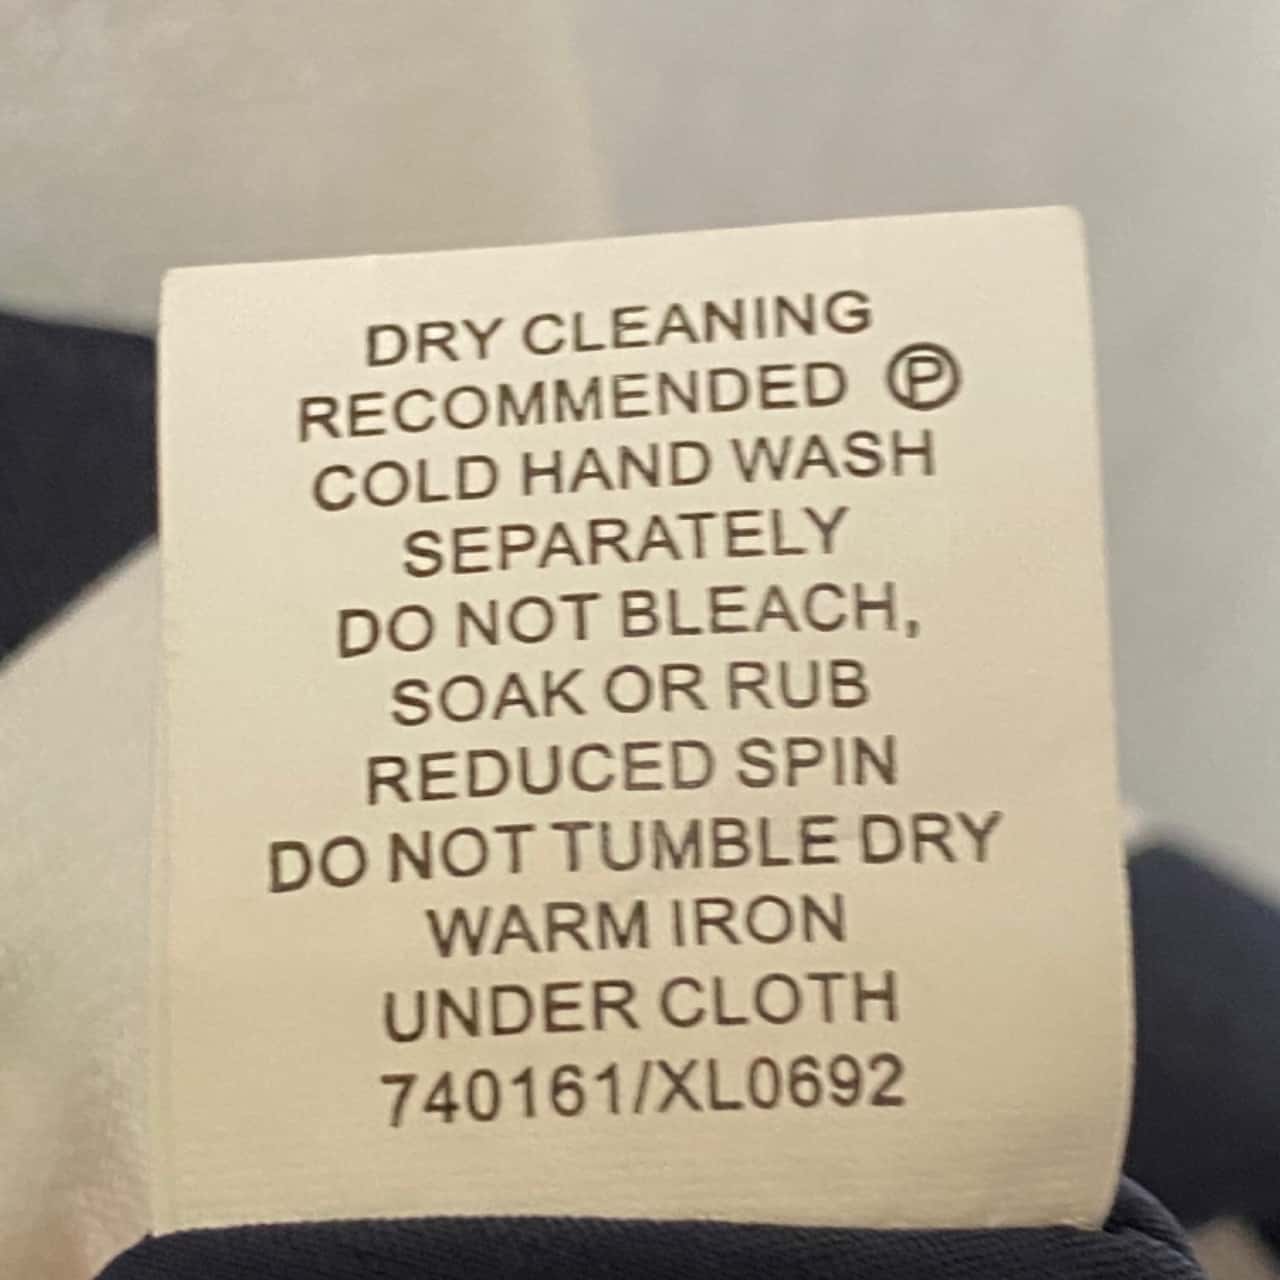 DRY CLEANING
RECOMMENDED Ⓟ
COLD HAND WASH
SEPARATELY
DO NOT BLEACH,
SOAK OR RUB
REDUCED SPIN
DO NOT TUMBLE DRY
WARM IRON
UNDER CLOTH
740161/XL0692